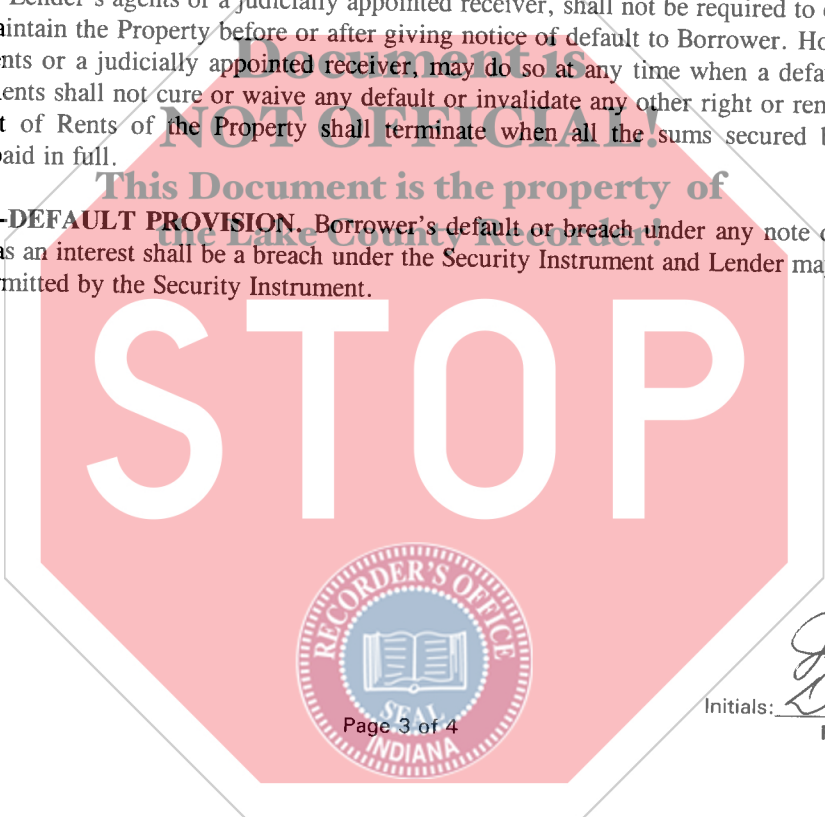 Lender's agents or a judicially appointed receiver, shall not be required to
aintain the Property before or after giving notice of default to Borrower. Ho
Document is
nts or a judicially appointed receiver, may do so at any time when a defa
ents shall not cure or waive any default or invalidate any other right or rem
NOT OFFICIAL!
t of Rents of the Property shall terminate when all the sums secured b
aid in full.
This Document is the property of
-DEFAULT PROVISION. Borrower's default or breach under any note
the Lake County Recorder!
as an interest shall be a breach under the Security Instrument and Lender ma
mitted by the Security Instrument.
STOP
RECORDER'S OFFICE
SEAL
INDIANA
Page 3 of 4
Initials: